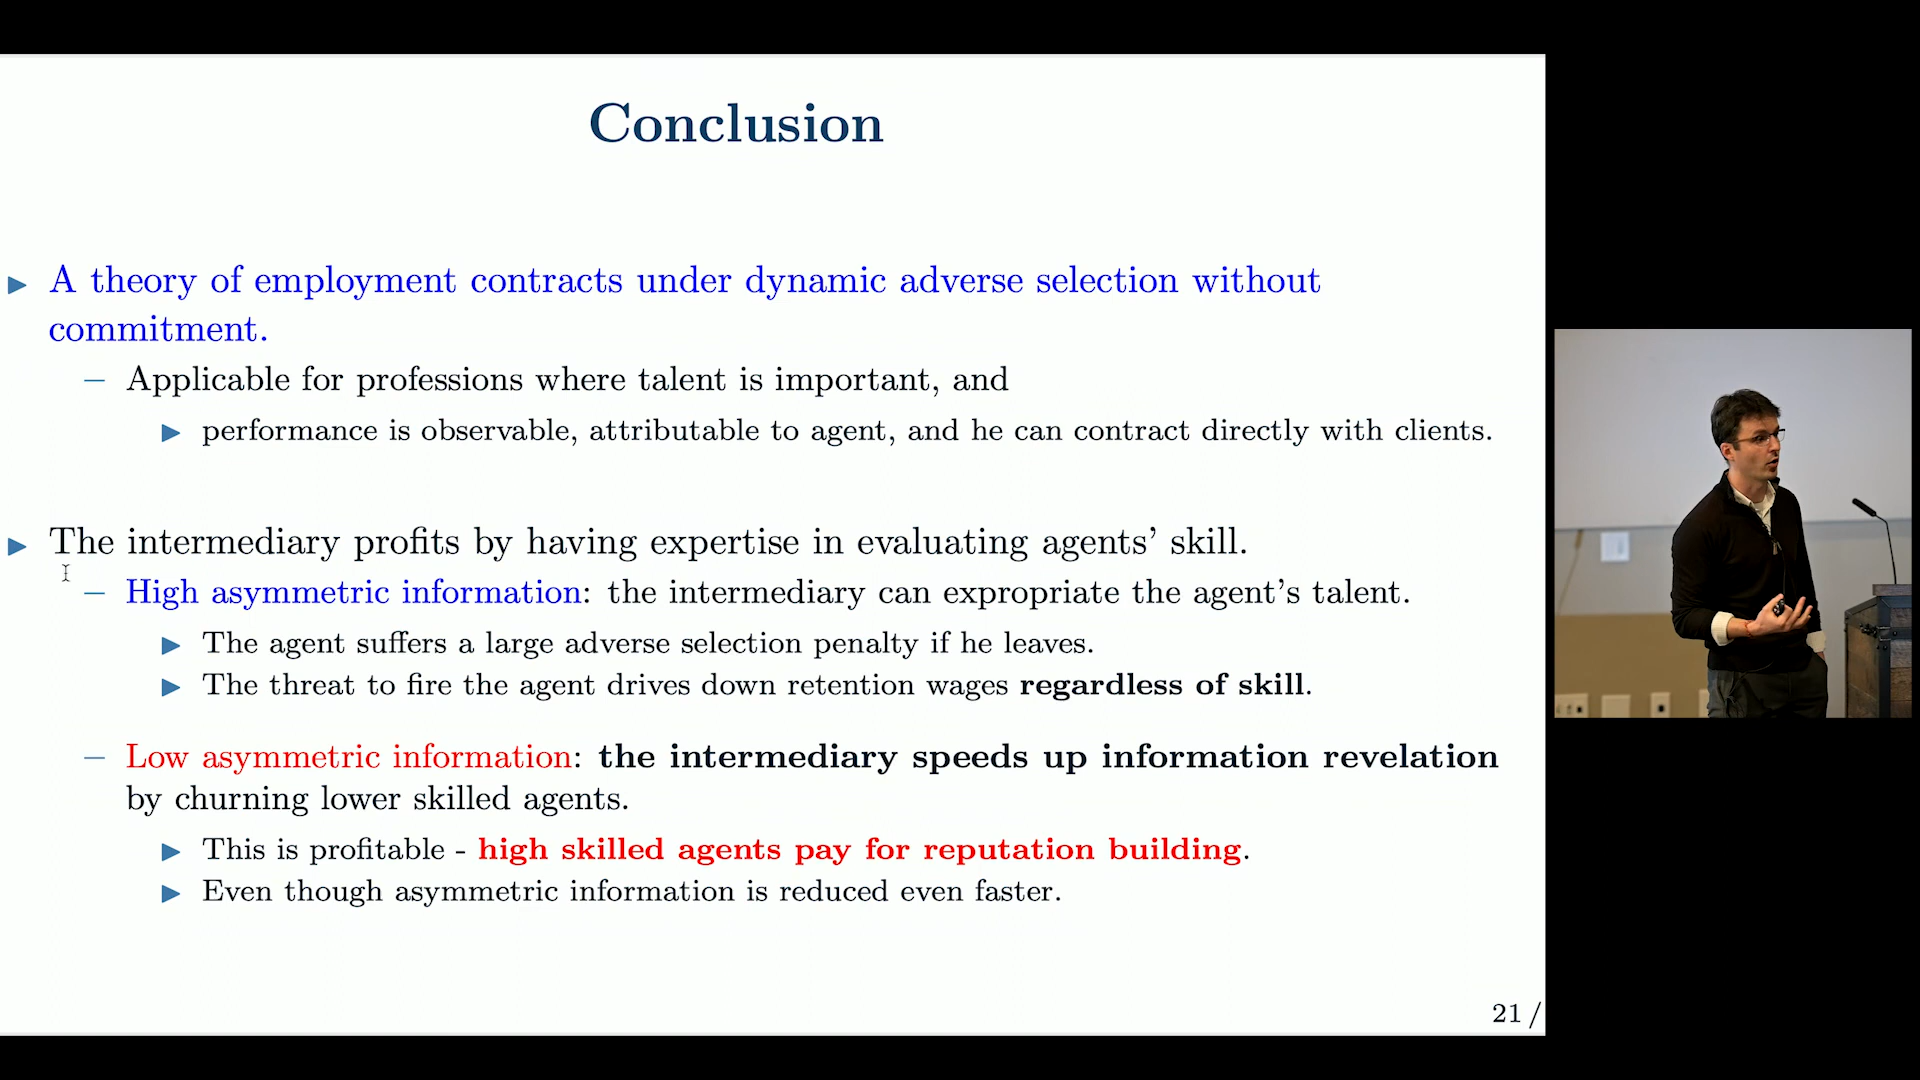 Conclusion
▶ A theory of employment contracts under dynamic adverse selection without
commitment.
– Applicable for professions where talent is important, and
▶ performance is observable, attributable to agent, and he can contract directly with clients.
▶ The intermediary profits by having expertise in evaluating agents’ skill.
– High asymmetric information: the intermediary can expropriate the agent’s talent.
▶ The agent suffers a large adverse selection penalty if he leaves.
▶ The threat to fire the agent drives down retention wages regardless of skill.
– Low asymmetric information: the intermediary speeds up information revelation
by churning lower skilled agents.
▶ This is profitable - high skilled agents pay for reputation building.
▶ Even though asymmetric information is reduced even faster.
21 /